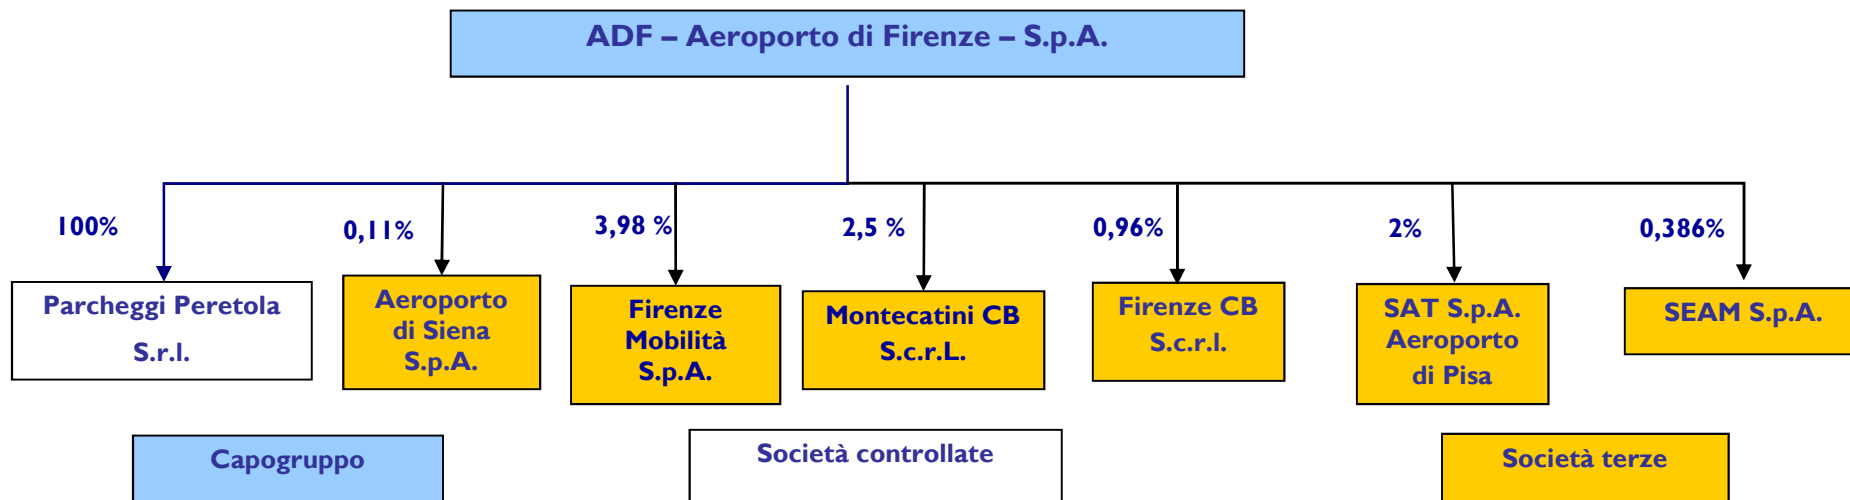 ADF – Aeroporto di Firenze – S.p.A.
100%
0,11%
3,98 %
2,5 %
0,96%
2%
0,386%
Parcheggi Peretola
S.r.l.
Aeroporto
di Siena
S.p.A.
Firenze
Mobilità
S.p.A.
Montecatini CB
S.c.r.L.
Firenze CB
S.c.r.l.
SAT S.p.A.
Aeroporto
di Pisa
SEAM S.p.A.
Capogruppo
Società controllate
Società terze